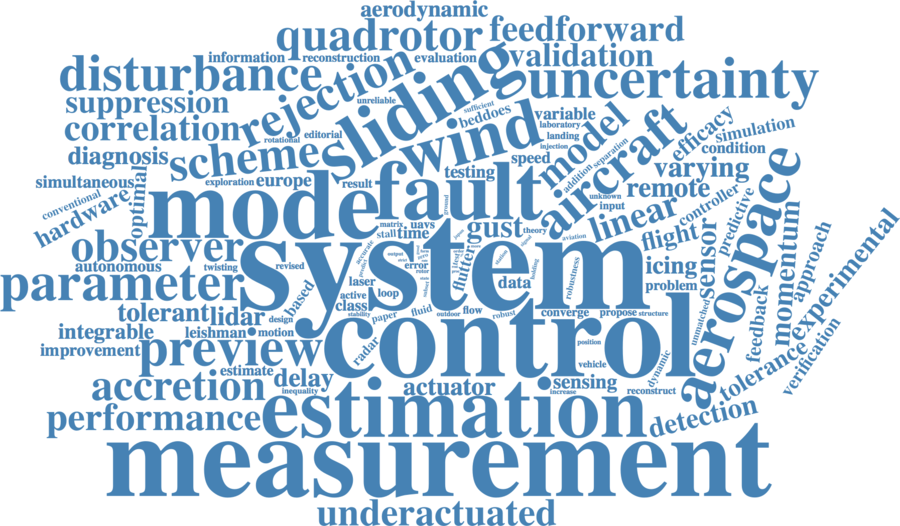 aerodynamic
quadrotor
feedforward
information
reconstruction
evaluation
validation
disturbance
rejection
sliding
uncertainty
suppression
unreliable
sufficient
beddoes
variable
laboratory
landing
injection
correlation
rotational
editorial
wind
model
aircraft
efficacy
simulation
condition
diagnosis
scheme
speed
addition
separation
varying
simultaneous
optimal
exploration
europe
result
testing
unknown
input
remote
controller
predictive
conventional
hardware
mode
fault
ground
linear
aerospace
matrix
uavs
stall
time
gust
theory
signal
aviation
flight
sensor
momentum
approach
experimental
observer
system
accurate
output
error
rotor
flutter
icing
autonomous
twisting
revised
data
holding
robustness
problem
parameter
based
laser
active
class
loop
tolerant
lidar
design
stability
paper
fluid
outdoor
flow
robust
converge
propose
structure
unmatched
feedback
integrable
leishman
motion
control
improvement
preview
radar
position
tolerance
verification
estimate
vehicle
dynamic
accretion
delay
inequality
actuator
sensing
increase
reconstruct
performance
estimation
detection
measurement
underactuated